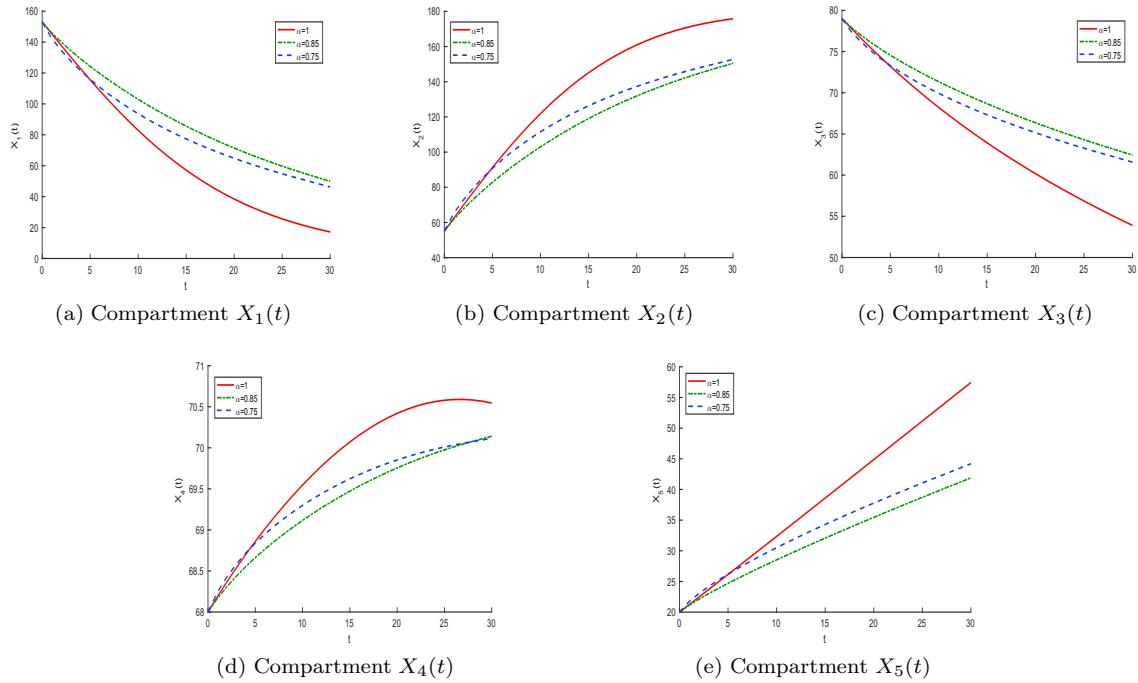 160
140
120
100
80
60
40
20
0
X₁(t)
0 5 10 15 20 25 30
t
α=1
α=0.85
α=0.75
(a) Compartment X₁(t)
180
160
140
120
100
80
60
40
X₂(t)
0 5 10 15 20 25 30
t
α=1
α=0.85
α=0.75
(b) Compartment X₂(t)
80
75
70
65
60
55
50
X₃(t)
0 5 10 15 20 25 30
t
α=1
α=0.85
α=0.75
(c) Compartment X₃(t)
71
70.5
70
69.5
69
68.5
68
X₄(t)
0 5 10 15 20 25 30
t
α=1
α=0.85
α=0.75
(d) Compartment X₄(t)
60
55
50
45
40
35
30
25
20
X₅(t)
0 5 10 15 20 25 30
t
α=1
α=0.85
α=0.75
(e) Compartment X₅(t)